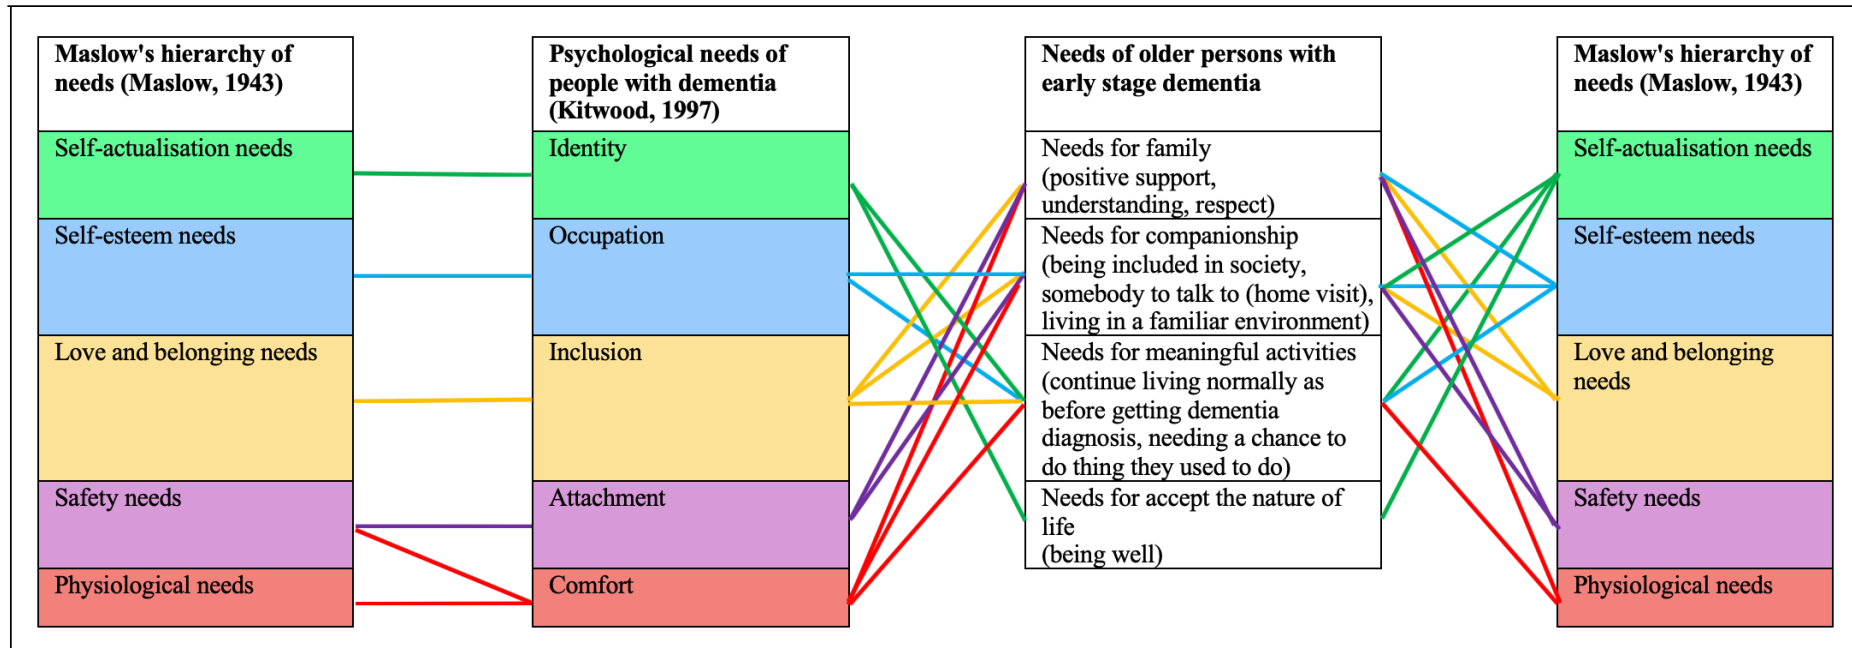 Maslow's hierarchy of
needs (Maslow, 1943)
Self-actualisation needs
Self-esteem needs
Love and belonging needs
Safety needs
Physiological needs
Psychological needs of
people with dementia
(Kitwood, 1997)
Identity
Occupation
Inclusion
Attachment
Comfort
Needs of older persons with
early stage dementia
Needs for family
(positive support,
understanding, respect)
Needs for companionship
(being included in society,
somebody to talk to (home visit),
living in a familiar environment)
Needs for meaningful activities
(continue living normally as
before getting dementia
diagnosis, needing a chance to
do thing they used to do)
Needs for accept the nature of
life
(being well)
Maslow's hierarchy of
needs (Maslow, 1943)
Self-actualisation needs
Self-esteem needs
Love and belonging
needs
Safety needs
Physiological needs